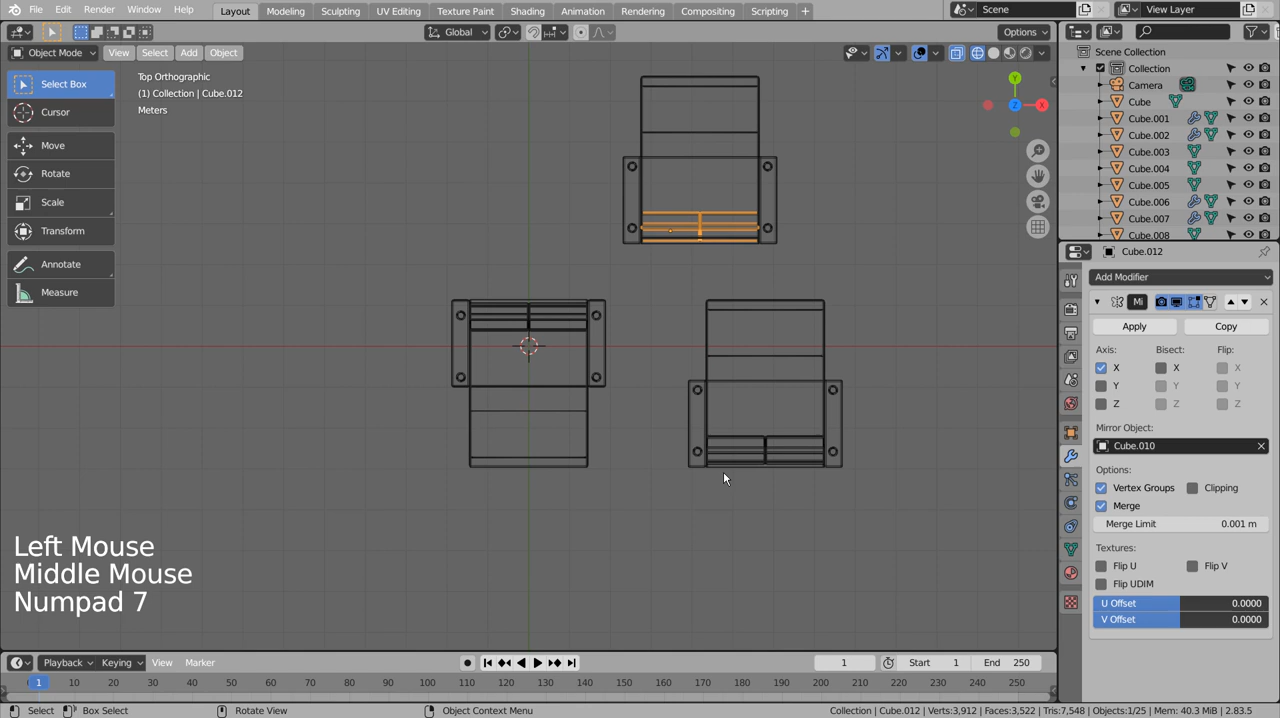 File Edit Render Window Help Layout Modeling Sculpting UV Editing Texture Paint Shading Animation Rendering Compositing Scripting + Scene View Layer
Global Options
Object Mode View Select Add Object
Select Box
Cursor
Move
Rotate
Scale
Transform
Annotate
Measure
Top Orthographic
(1) Collection | Cube.012
Meters
Y
Z
X
Scene Collection
Collection
Camera
Cube
Cube.001
Cube.002
Cube.003
Cube.004
Cube.005
Cube.006
Cube.007
Cube.008
Cube.012
Add Modifier
Mi
Apply Copy
Axis: Bisect: Flip:
X X X
Y Y Y
Z Z Z
Mirror Object:
Cube.010
Options:
Vertex Groups Clipping
Merge
Merge Limit 0.001 m
Textures:
Flip U Flip V
Flip UDIM
U Offset 0.0000
V Offset 0.0000
Left Mouse
Middle Mouse
Numpad 7
Playback Keying View Marker 1 Start 1 End 250
1 10 20 30 40 50 60 70 80 90 100 110 120 130 140 150 160 170 180 190 200 210 220 230 240 250
Select Box Select Rotate View Object Context Menu Collection | Cube.012 | Verts:3,912 | Faces:3,522 | Tris:7,548 | Objects:1/25 | Mem: 40.3 MiB | 2.83.5